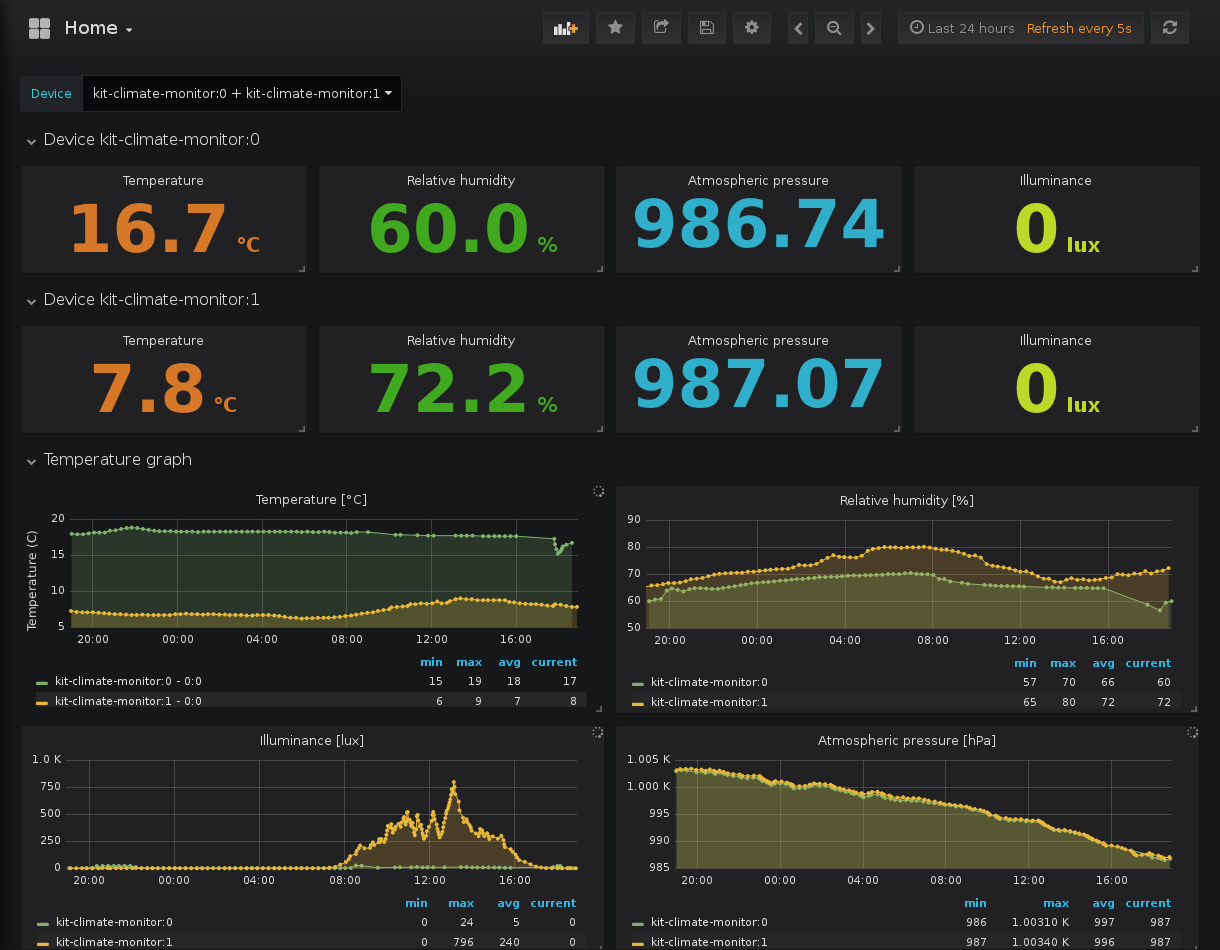 Home
Last 24 hours Refresh every 5s
Device kit-climate-monitor:0 + kit-climate-monitor:1
Device kit-climate-monitor:0
Temperature Relative humidity Atmospheric pressure Illuminance
16.7 °C 60.0 % 986.74 0 lux
Device kit-climate-monitor:1
Temperature Relative humidity Atmospheric pressure Illuminance
7.8 °C 72.2 % 987.07 0 lux
Temperature graph
Temperature [°C]
Temperature (C)
20
15
10
5
20:00 00:00 04:00 08:00 12:00 16:00
min max avg current
kit-climate-monitor:0 - 0:0 15 19 18 17
kit-climate-monitor:1 - 0:0 6 9 7 8
Relative humidity [%]
90
80
70
60
50
20:00 00:00 04:00 08:00 12:00 16:00
min max avg current
kit-climate-monitor:0 57 70 66 60
kit-climate-monitor:1 65 80 72 72
Illuminance [lux]
1.0 K
750
500
250
0
20:00 00:00 04:00 08:00 12:00 16:00
min max avg current
kit-climate-monitor:0 0 24 5 0
kit-climate-monitor:1 0 796 240 0
Atmospheric pressure [hPa]
1.005 K
1.000 K
995
990
985
20:00 00:00 04:00 08:00 12:00 16:00
min max avg current
kit-climate-monitor:0 986 1.00310 K 997 987
kit-climate-monitor:1 987 1.00340 K 996 987